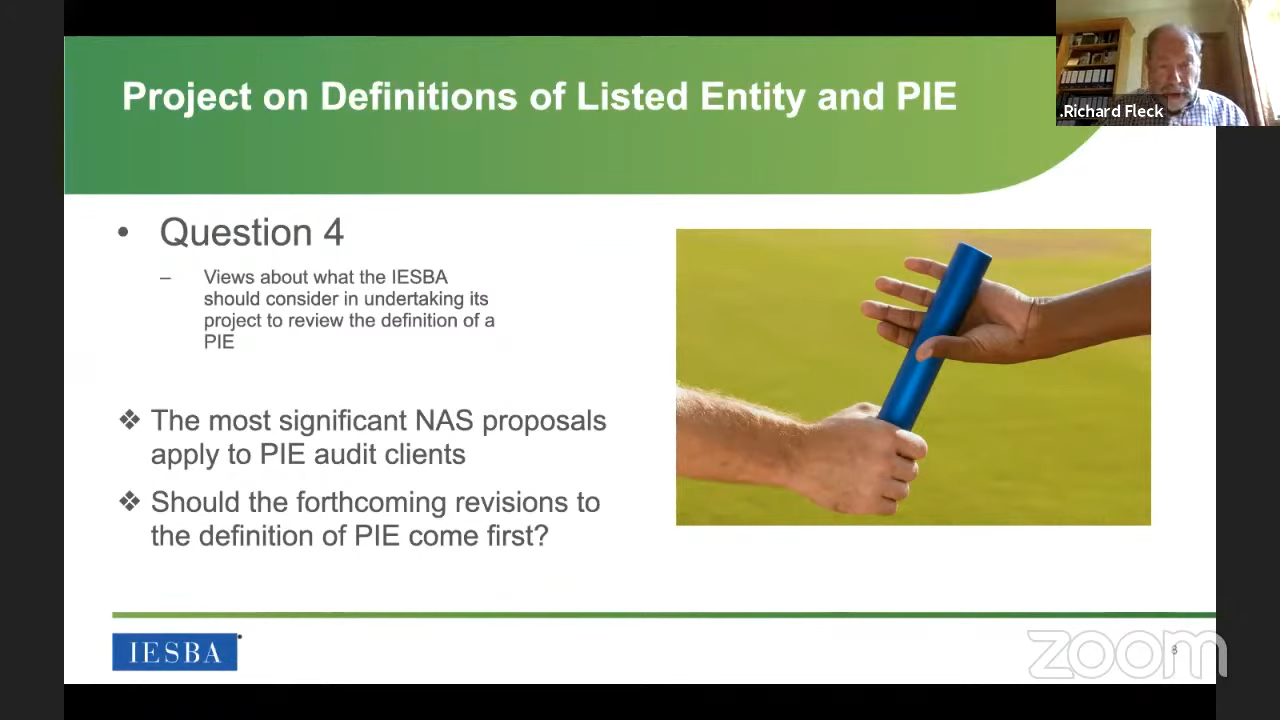 Project on Definitions of Listed Entity and PIE
.Richard Fleck
• Question 4
– Views about what the IESBA
should consider in undertaking its
project to review the definition of a
PIE
❖ The most significant NAS proposals
apply to PIE audit clients
❖ Should the forthcoming revisions to
the definition of PIE come first?
IESBA
zoom
8